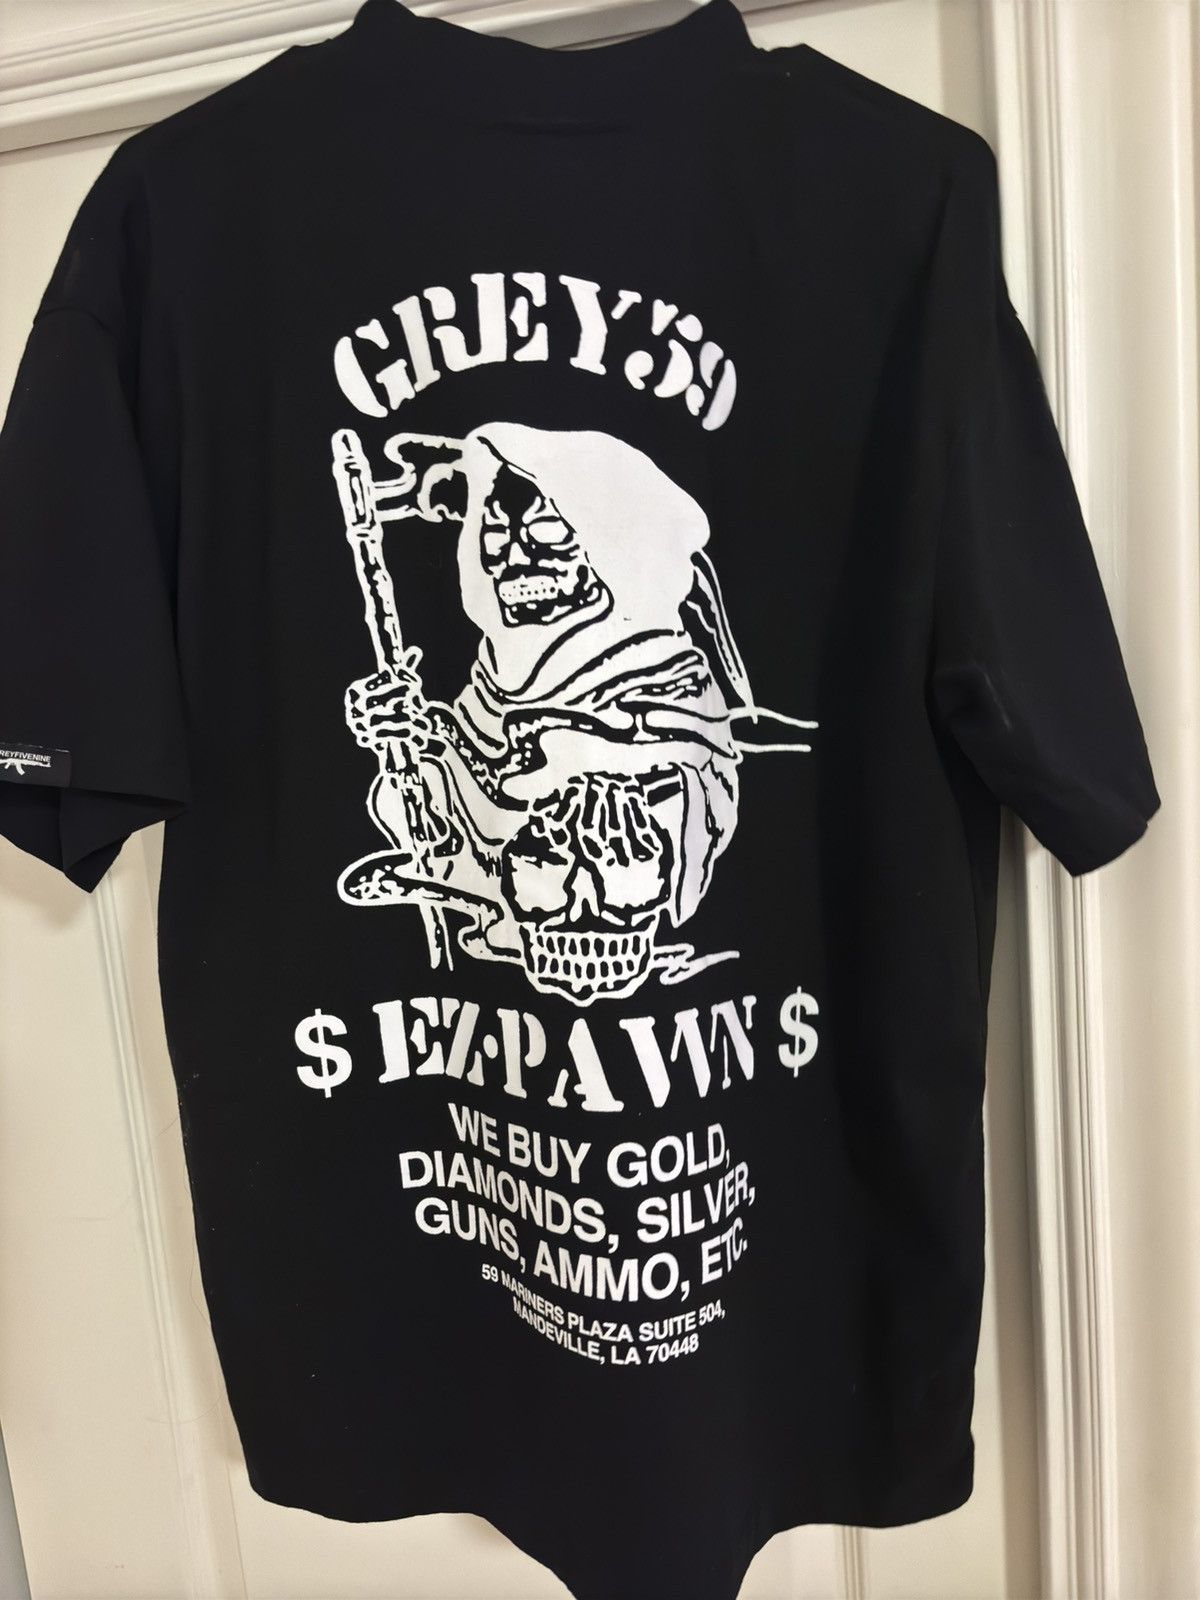 GREY59
REYFIVENINE
$ EZ-PAWN $
WE BUY GOLD,
DIAMONDS, SILVER,
GUNS, AMMO, ETC.
59 MARINERS PLAZA SUITE 504,
MANDEVILLE, LA 70448